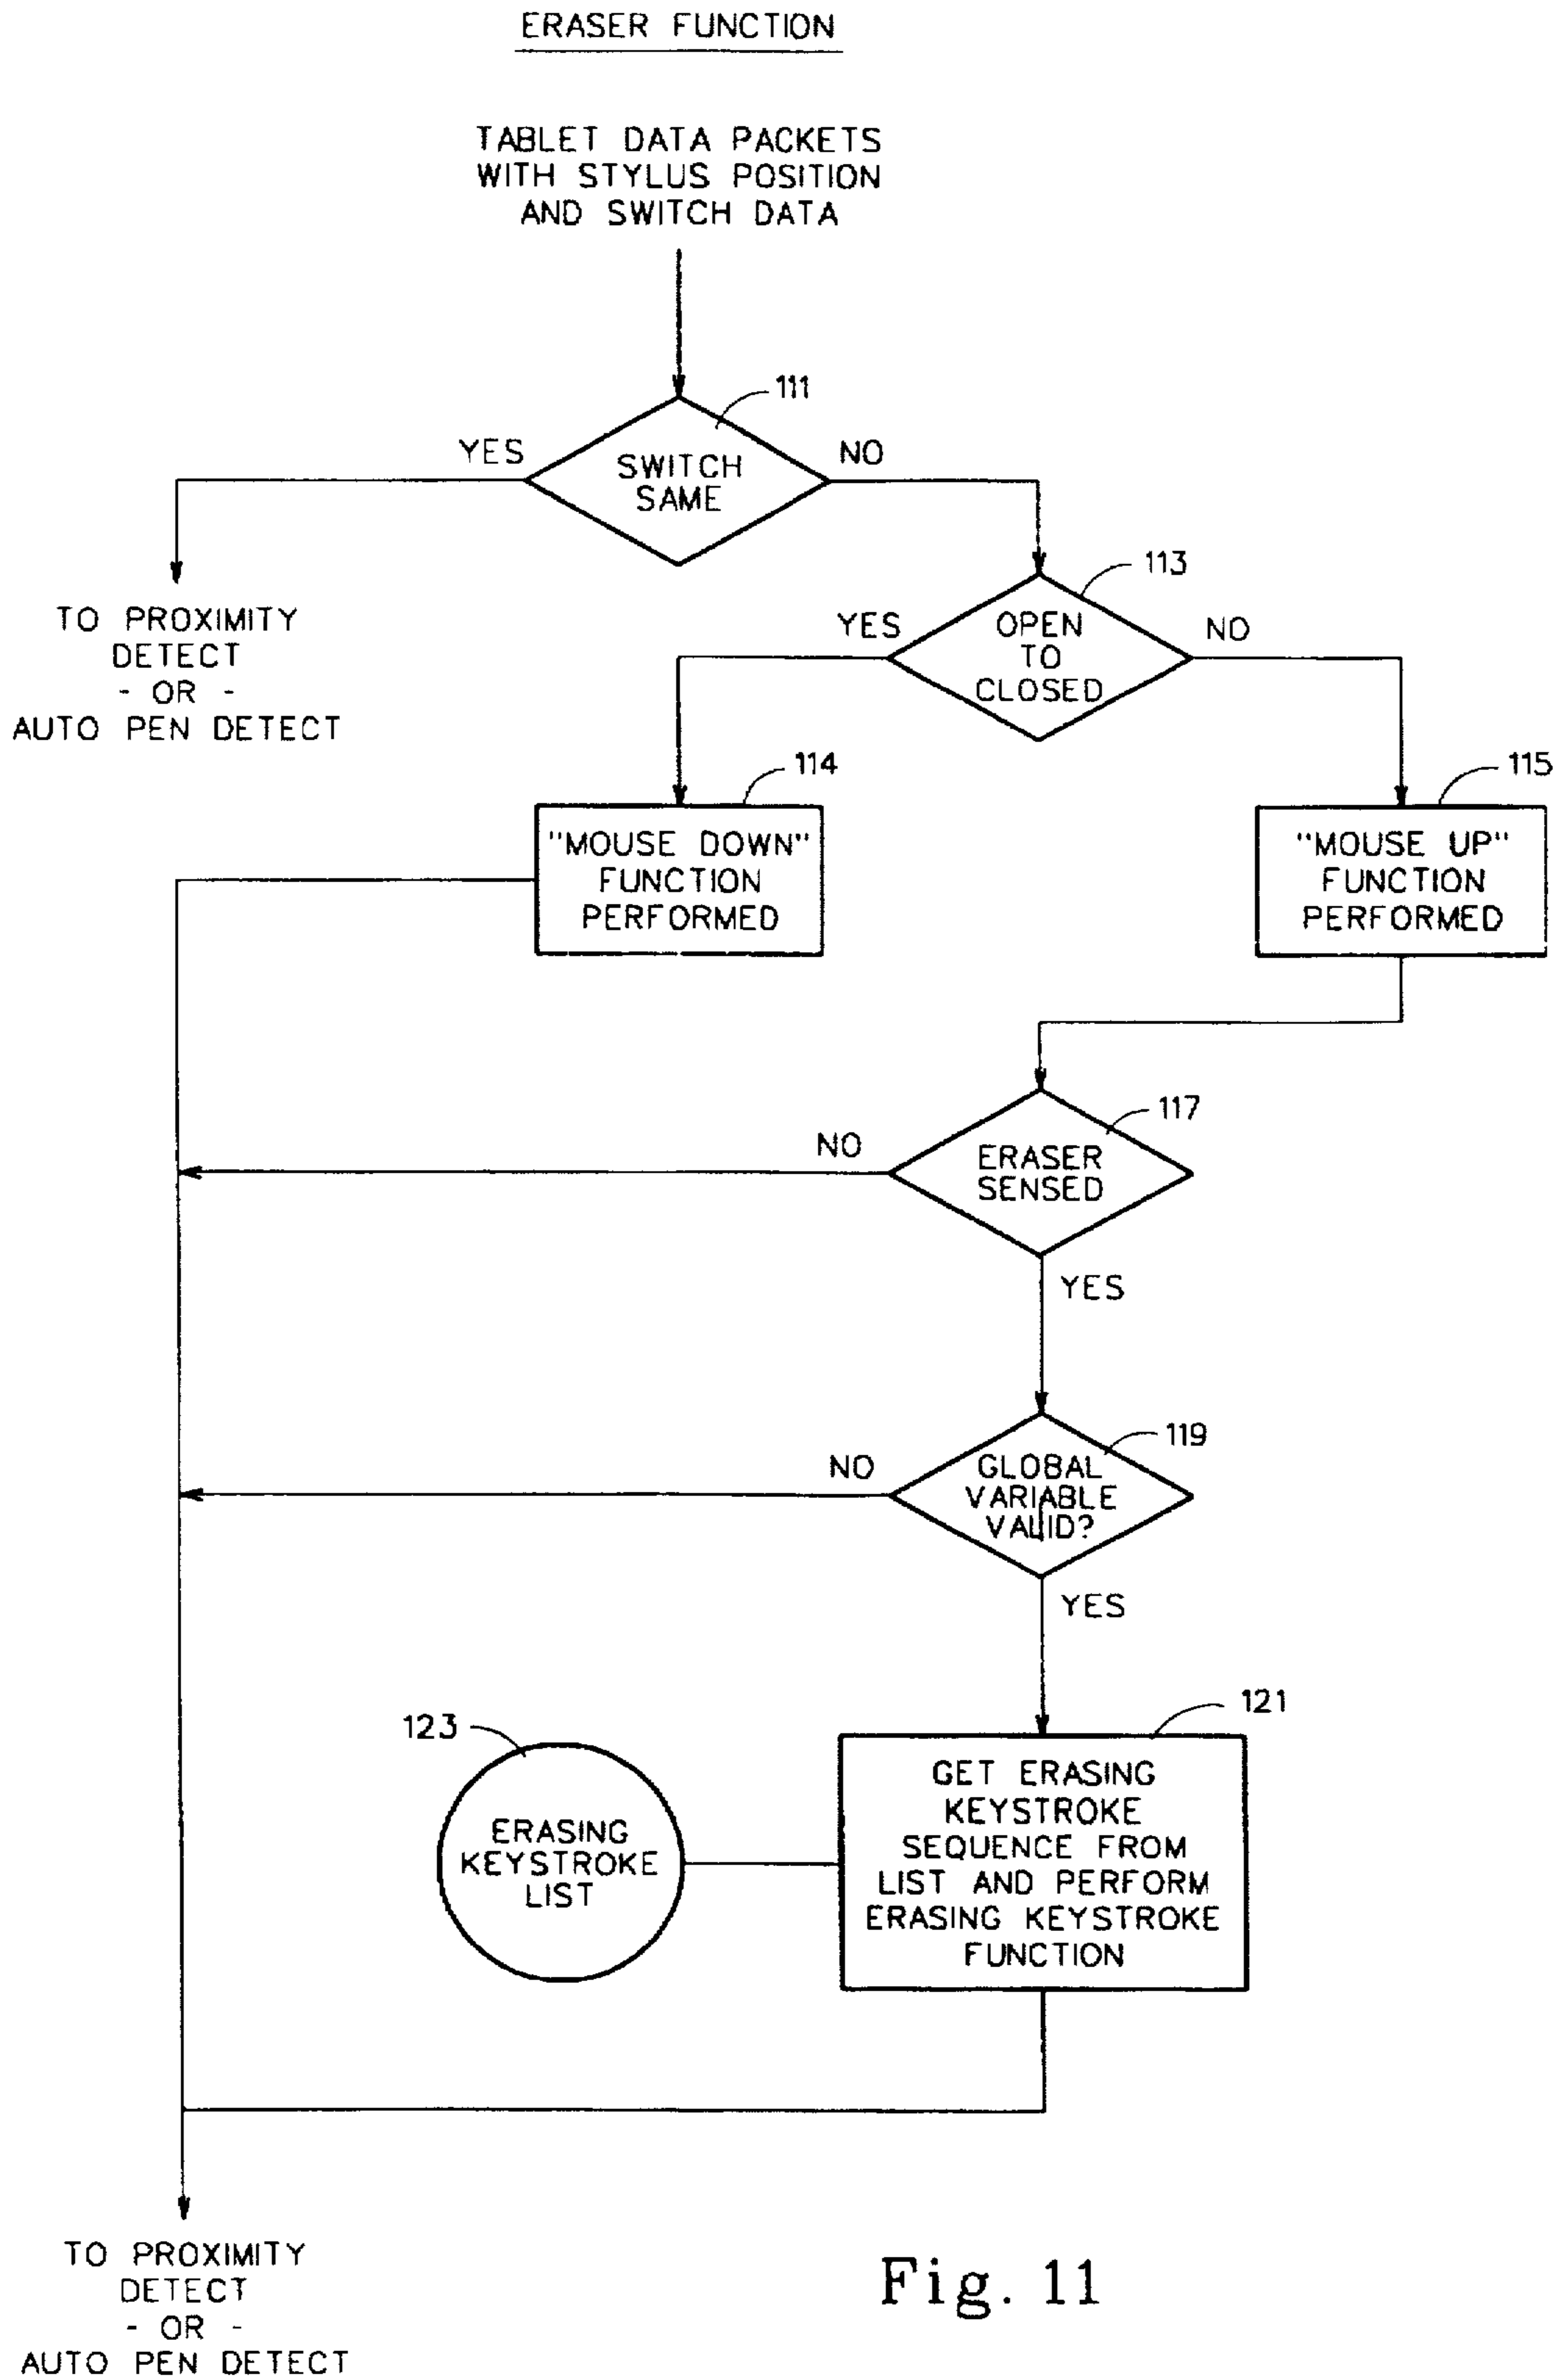 ERASER FUNCTION
TABLET DATA PACKETS
WITH STYLUS POSITION
AND SWITCH DATA
111
YES
NO
SWITCH
SAME
113
TO PROXIMITY
DETECT
- OR -
AUTO PEN DETECT
YES
NO
OPEN
TO
CLOSED
114
115
"MOUSE DOWN"
FUNCTION
PERFORMED
"MOUSE UP"
FUNCTION
PERFORMED
117
NO
ERASER
SENSED
YES
119
NO
GLOBAL
VARIABLE
VALID?
YES
121
123
GET ERASING
KEYSTROKE
SEQUENCE FROM
LIST AND PERFORM
ERASING KEYSTROKE
FUNCTION
ERASING
KEYSTROKE
LIST
TO PROXIMITY
DETECT
- OR -
AUTO PEN DETECT
Fig. 11